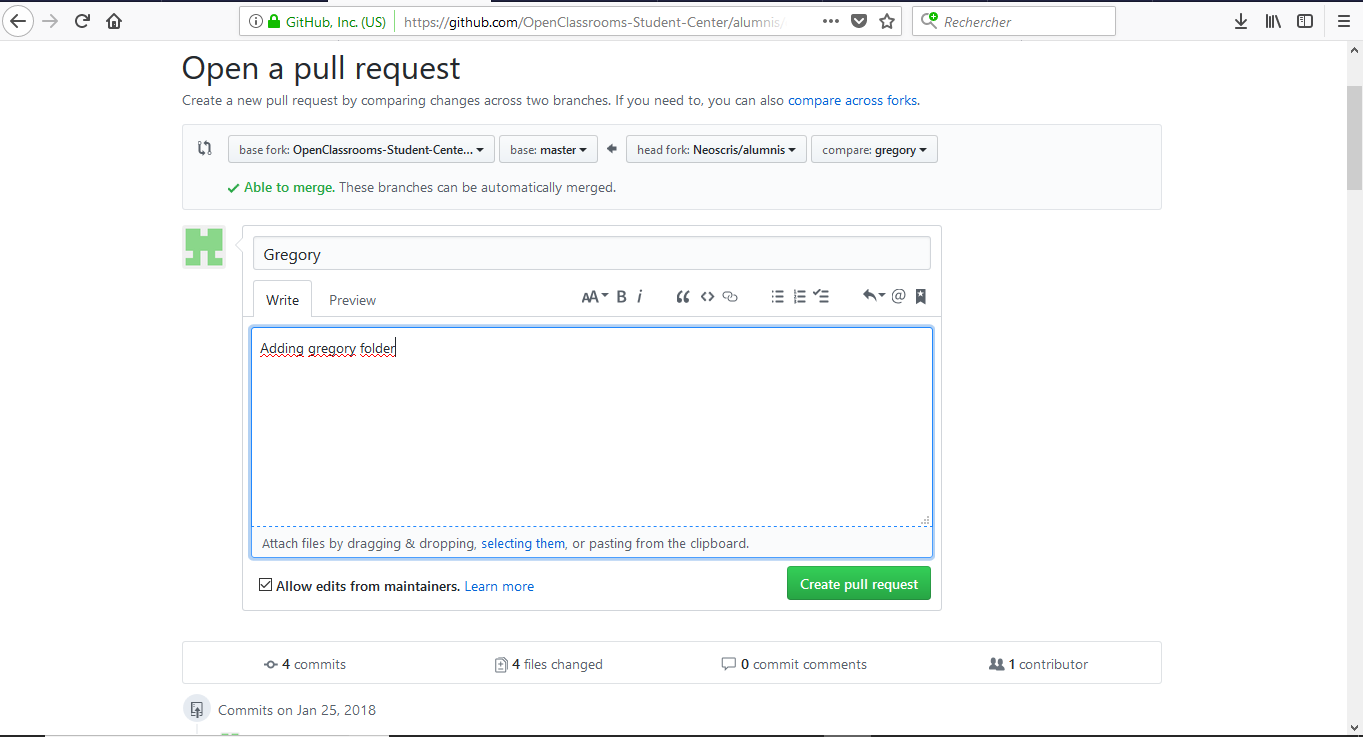 GitHub, Inc. (US) https://github.com/OpenClassrooms-Student-Center/alumnis/ Rechercher
Open a pull request
Create a new pull request by comparing changes across two branches. If you need to, you can also compare across forks.
base fork: OpenClassrooms-Student-Cente... base: master head fork: Neoscris/alumnis compare: gregory
Able to merge. These branches can be automatically merged.
Gregory
Write Preview AA B i @
Adding gregory folder
Attach files by dragging & dropping, selecting them, or pasting from the clipboard.
Allow edits from maintainers. Learn more Create pull request
4 commits 4 files changed 0 commit comments 1 contributor
Commits on Jan 25, 2018